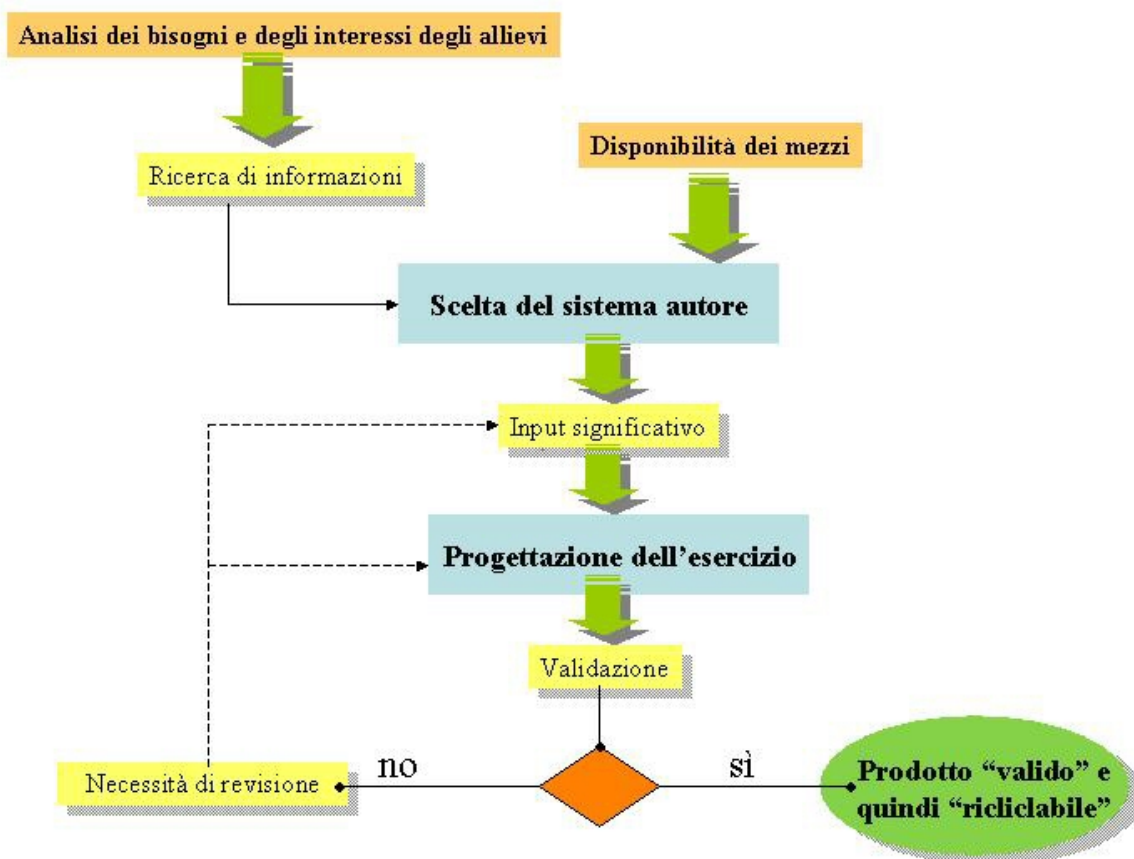 Analisi dei bisogni e degli interessi degli allievi
Disponibilità dei mezzi
Ricerca di informazioni
Scelta del sistema autore
Input significativo
Progettazione dell’esercizio
Validazione
no
sì
Necessità di revisione
Prodotto “valido” e
quindi “ricliclabile”